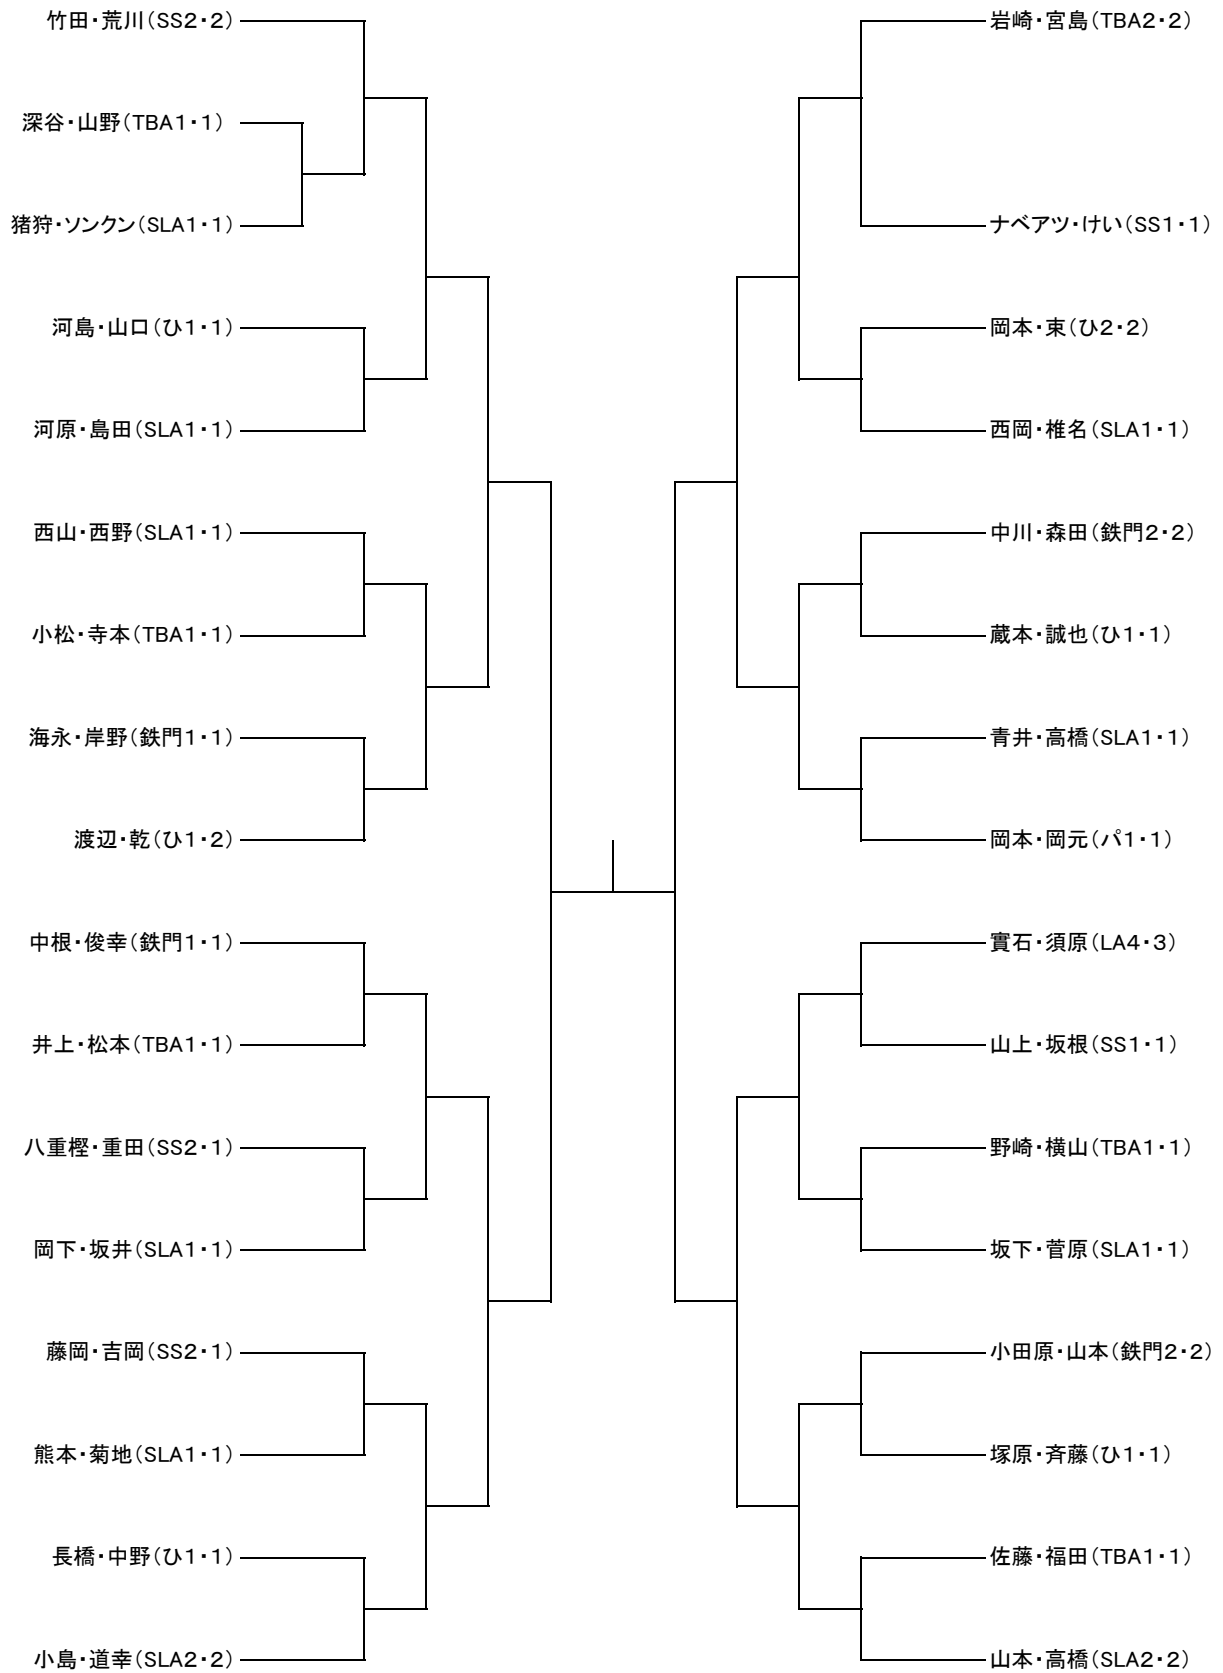 竹田・荒川(SS2・2)
深谷・山野(TBA1・1)
猪狩・ソンクン(SLA1・1)
河島・山口(ひ1・1)
河原・島田(SLA1・1)
西山・西野(SLA1・1)
小松・寺本(TBA1・1)
海永・岸野(鉄門1・1)
渡辺・乾(ひ1・2)
中根・俊幸(鉄門1・1)
井上・松本(TBA1・1)
八重樫・重田(SS2・1)
岡下・坂井(SLA1・1)
藤岡・吉岡(SS2・1)
熊本・菊地(SLA1・1)
長橋・中野(ひ1・1)
小島・道幸(SLA2・2)
岩崎・宮島(TBA2・2)
ナベアツ・けい(SS1・1)
岡本・東(ひ2・2)
西岡・椎名(SLA1・1)
中川・森田(鉄門2・2)
蔵本・誠也(ひ1・1)
青井・高橋(SLA1・1)
岡本・岡元(パ1・1)
實石・須原(LA4・3)
山上・坂根(SS1・1)
野崎・横山(TBA1・1)
坂下・菅原(SLA1・1)
小田原・山本(鉄門2・2)
塚原・斉藤(ひ1・1)
佐藤・福田(TBA1・1)
山本・高橋(SLA2・2)